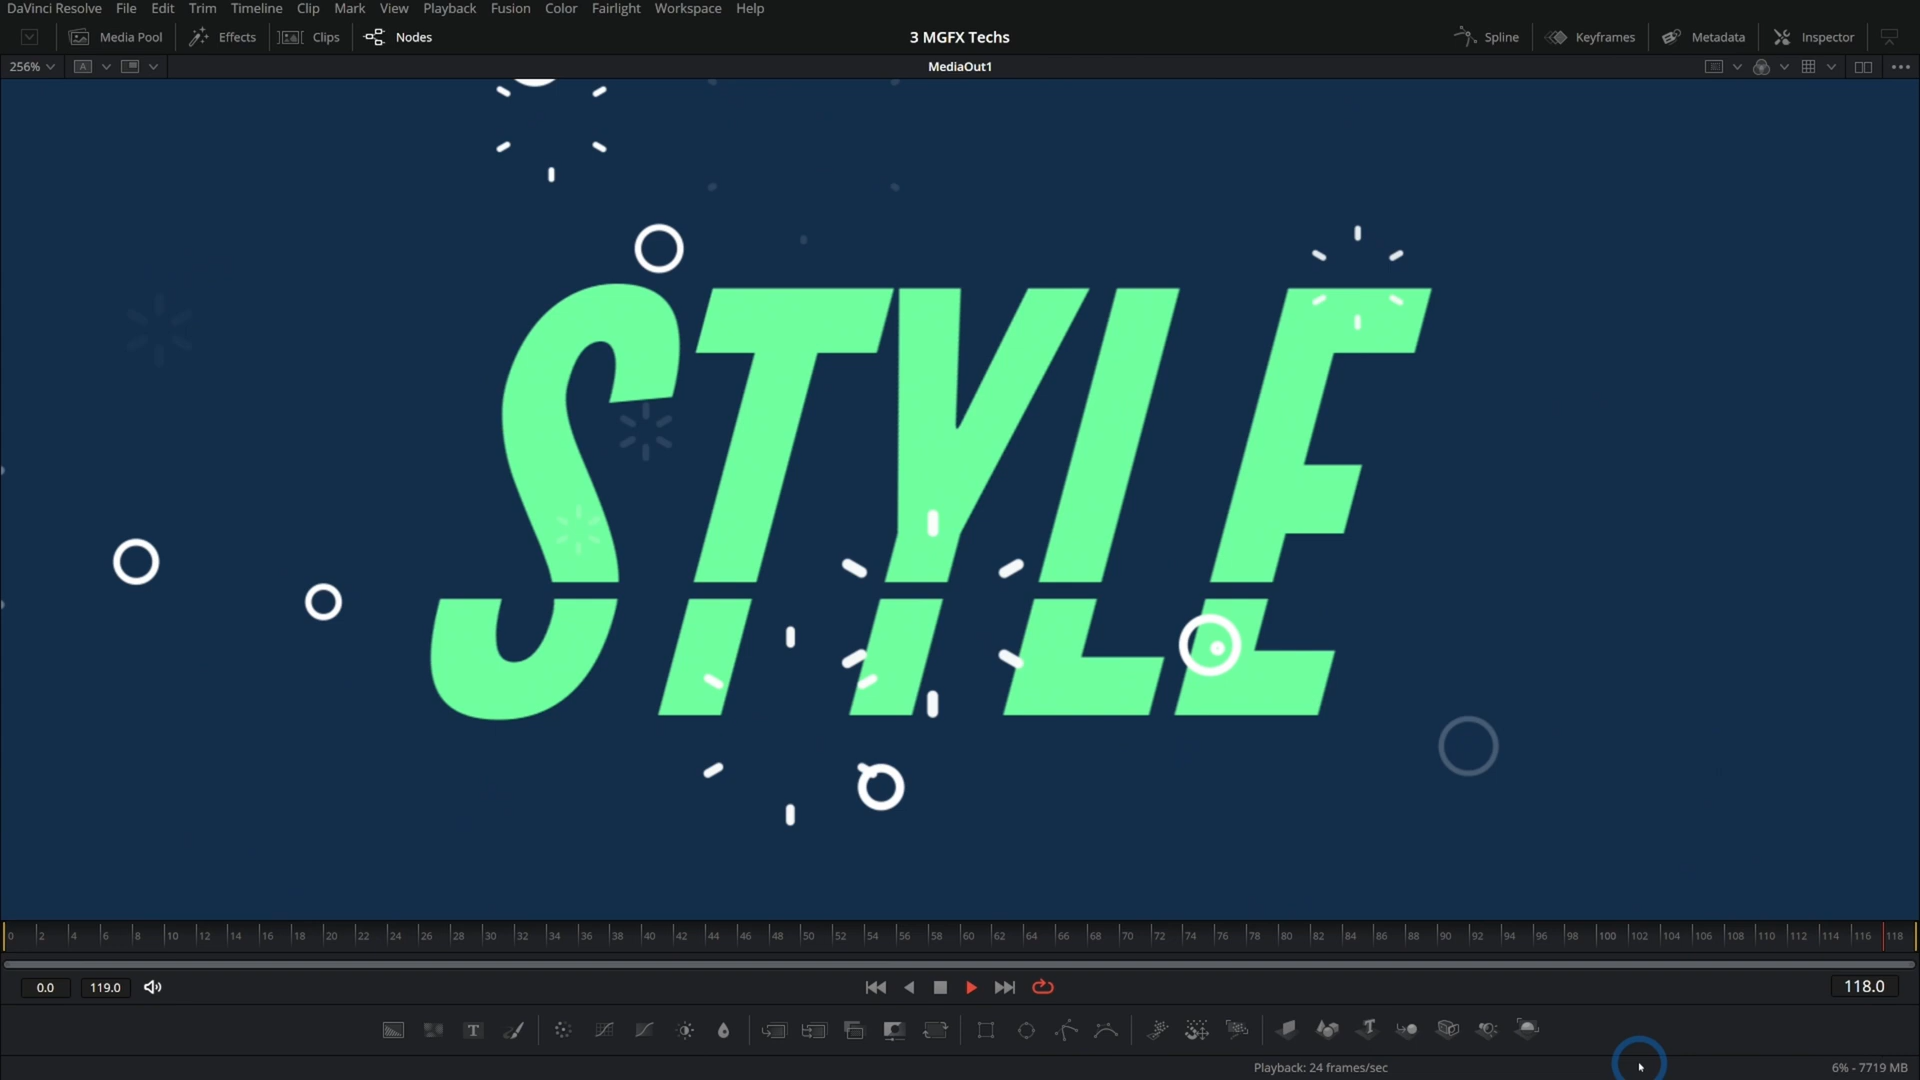 DaVinci Resolve File Edit Trim Timeline Clip Mark View Playback Fusion Color Fairlight Workspace Help
Media Pool Effects Clips Nodes 3 MGFX Techs Spline Keyframes Metadata Inspector
256% A MediaOut1
STYLE
0 2 4 6 8 10 12 14 16 18 20 22 24 26 28 30 32 34 36 38 40 42 44 46 48 50 52 54 56 58 60 62 64 66 68 70 72 74 76 78 80 82 84 86 88 90 92 94 96 98 100 102 104 106 108 110 112 114 116 118
0.0 119.0 118.0
T T
Playback: 24 frames/sec 6% - 7719 MB